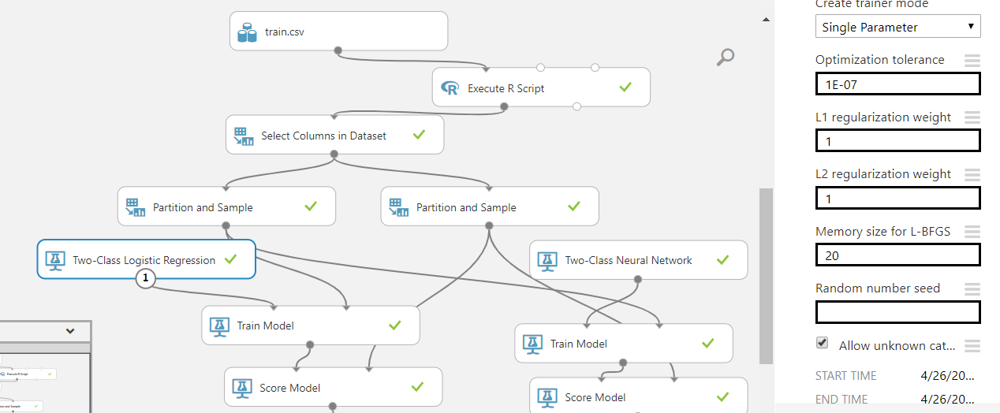 train.csv
Execute R Script
Select Columns in Dataset
Partition and Sample
Partition and Sample
Two-Class Logistic Regression
1
Two-Class Neural Network
Train Model
Train Model
Score Model
Score Model
Create trainer mode
Single Parameter
Optimization tolerance
1E-07
L1 regularization weight
1
L2 regularization weight
1
Memory size for L-BFGS
20
Random number seed
Allow unknown cat...
START TIME 4/26/20...
END TIME 4/26/20...
Execute R Script